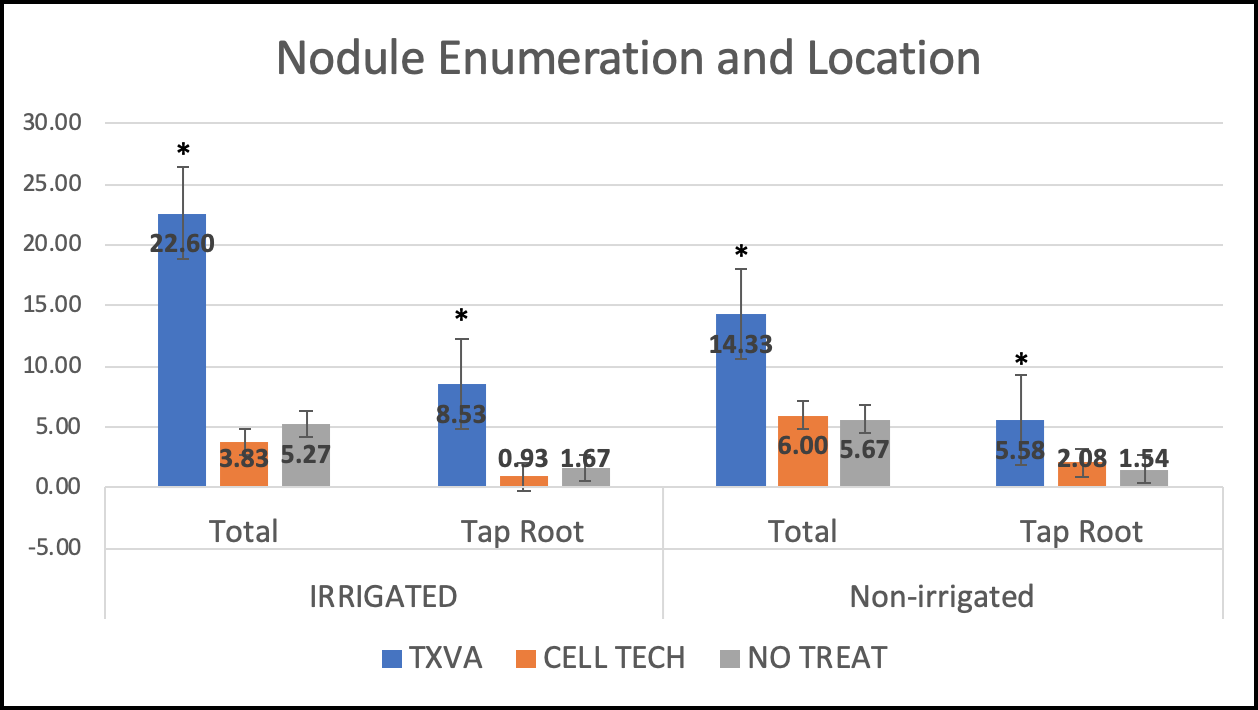 Nodule Enumeration and Location
30.00
25.00
20.00
15.00
10.00
5.00
0.00
-5.00
*
22.60
3.83
5.27
*
8.53
0.93
1.67
*
14.33
6.00
5.67
*
5.58
2.08
1.54
Total
Tap Root
Total
Tap Root
IRRIGATED
Non-irrigated
TXVA
CELL TECH
NO TREAT